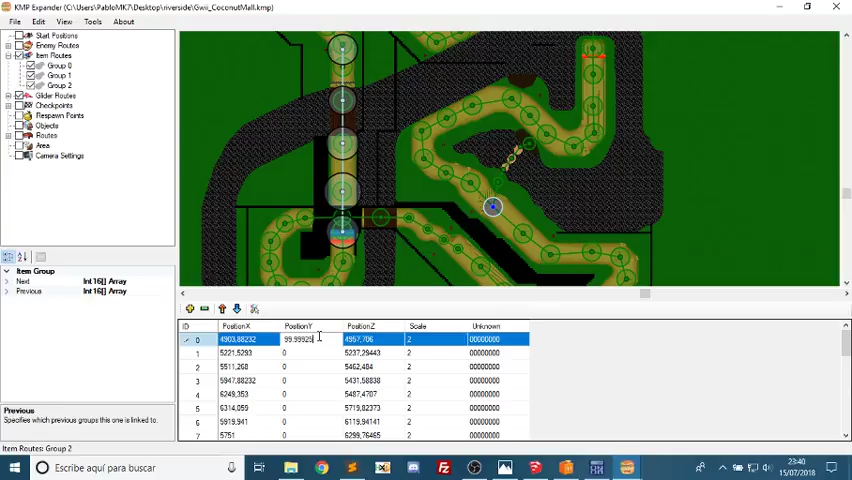 KMP Expander (C:\Users\PabloMK7\Desktop\riverside\Gwii_CoconutMall.kmp)
File Edit View Tools About
Start Positions
Enemy Routes
Item Routes
Group 0
Group 1
Group 2
Glider Routes
Checkpoints
Respawn Points
Objects
Routes
Area
Camera Settings
Item Group
Next Int16[] Array
Previous Int16[] Array
Previous
Specifies which previous groups this one is linked to.
ID PositionX PositionY PositionZ Scale Unknown
0 4903,88232 99.99925 4957,706 2 00000000
1 5221,5293 0 5237,29443 2 00000000
2 5511,268 0 5462,484 2 00000000
3 5947,88232 0 5431,58838 2 00000000
4 6249,353 0 5487,4707 2 00000000
5 6314,059 0 5719,82373 2 00000000
6 5919,941 0 6119,94141 2 00000000
7 5751 0 6299,76465 2 00000000
Item Routes: Group 2
Escribe aquí para buscar
23:40
15/07/2018